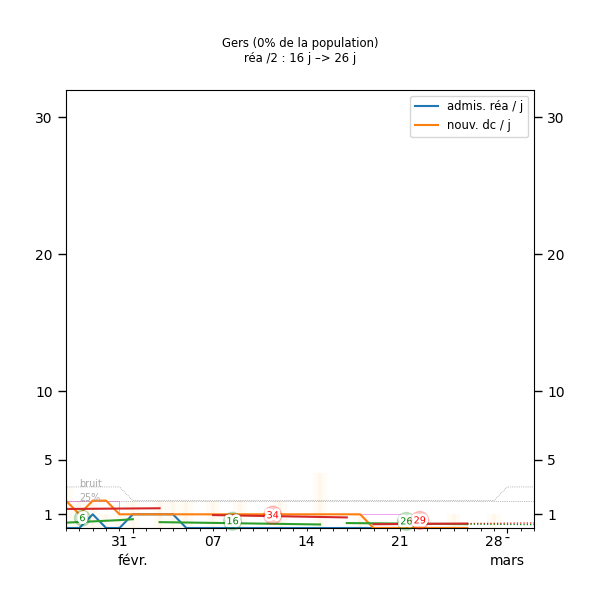 Gers (0% de la population)
réa /2 : 16 j –> 26 j
admis. réa / j
nouv. dc / j
30 30
20 20
10 10
5 5
bruit
25%
1 1
6 16 34 26 29
31 - 07 14 21 28 -
févr. mars